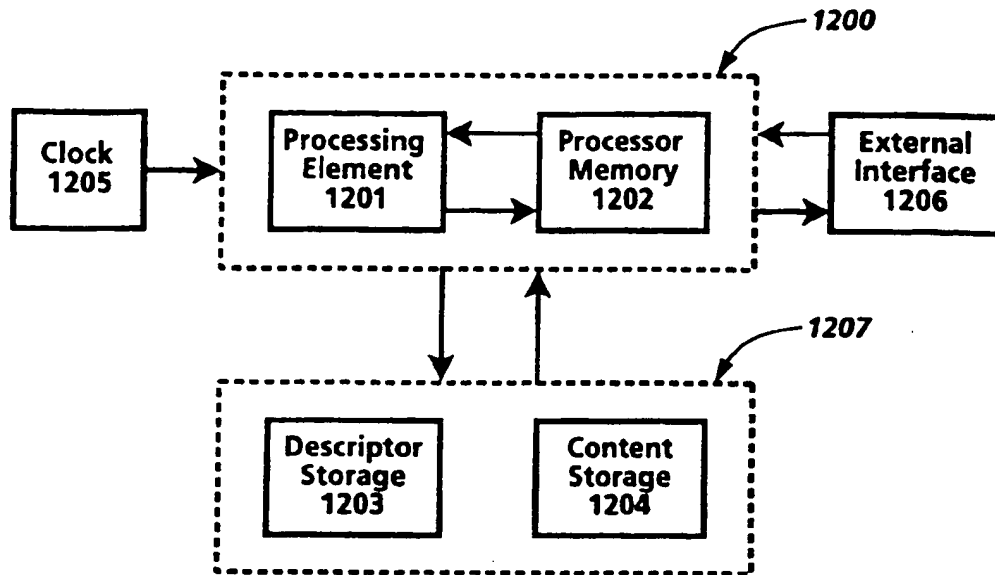 1200
Clock
1205
Processing
Element
1201
Processor
Memory
1202
External
Interface
1206
1207
Descriptor
Storage
1203
Content
Storage
1204